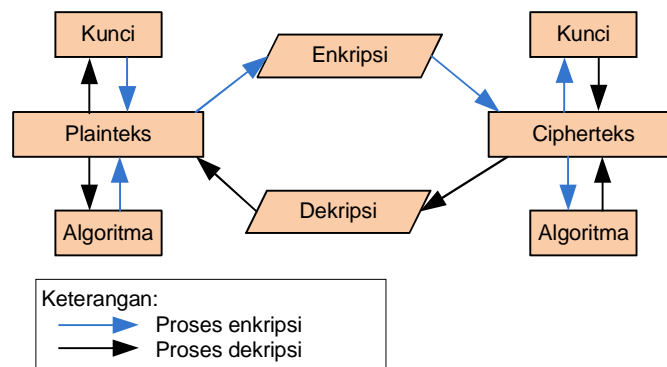 Kunci
Kunci
Enkripsi
Plainteks
Cipherteks
Dekripsi
Algoritma
Algoritma
Keterangan:
Proses enkripsi
Proses dekripsi